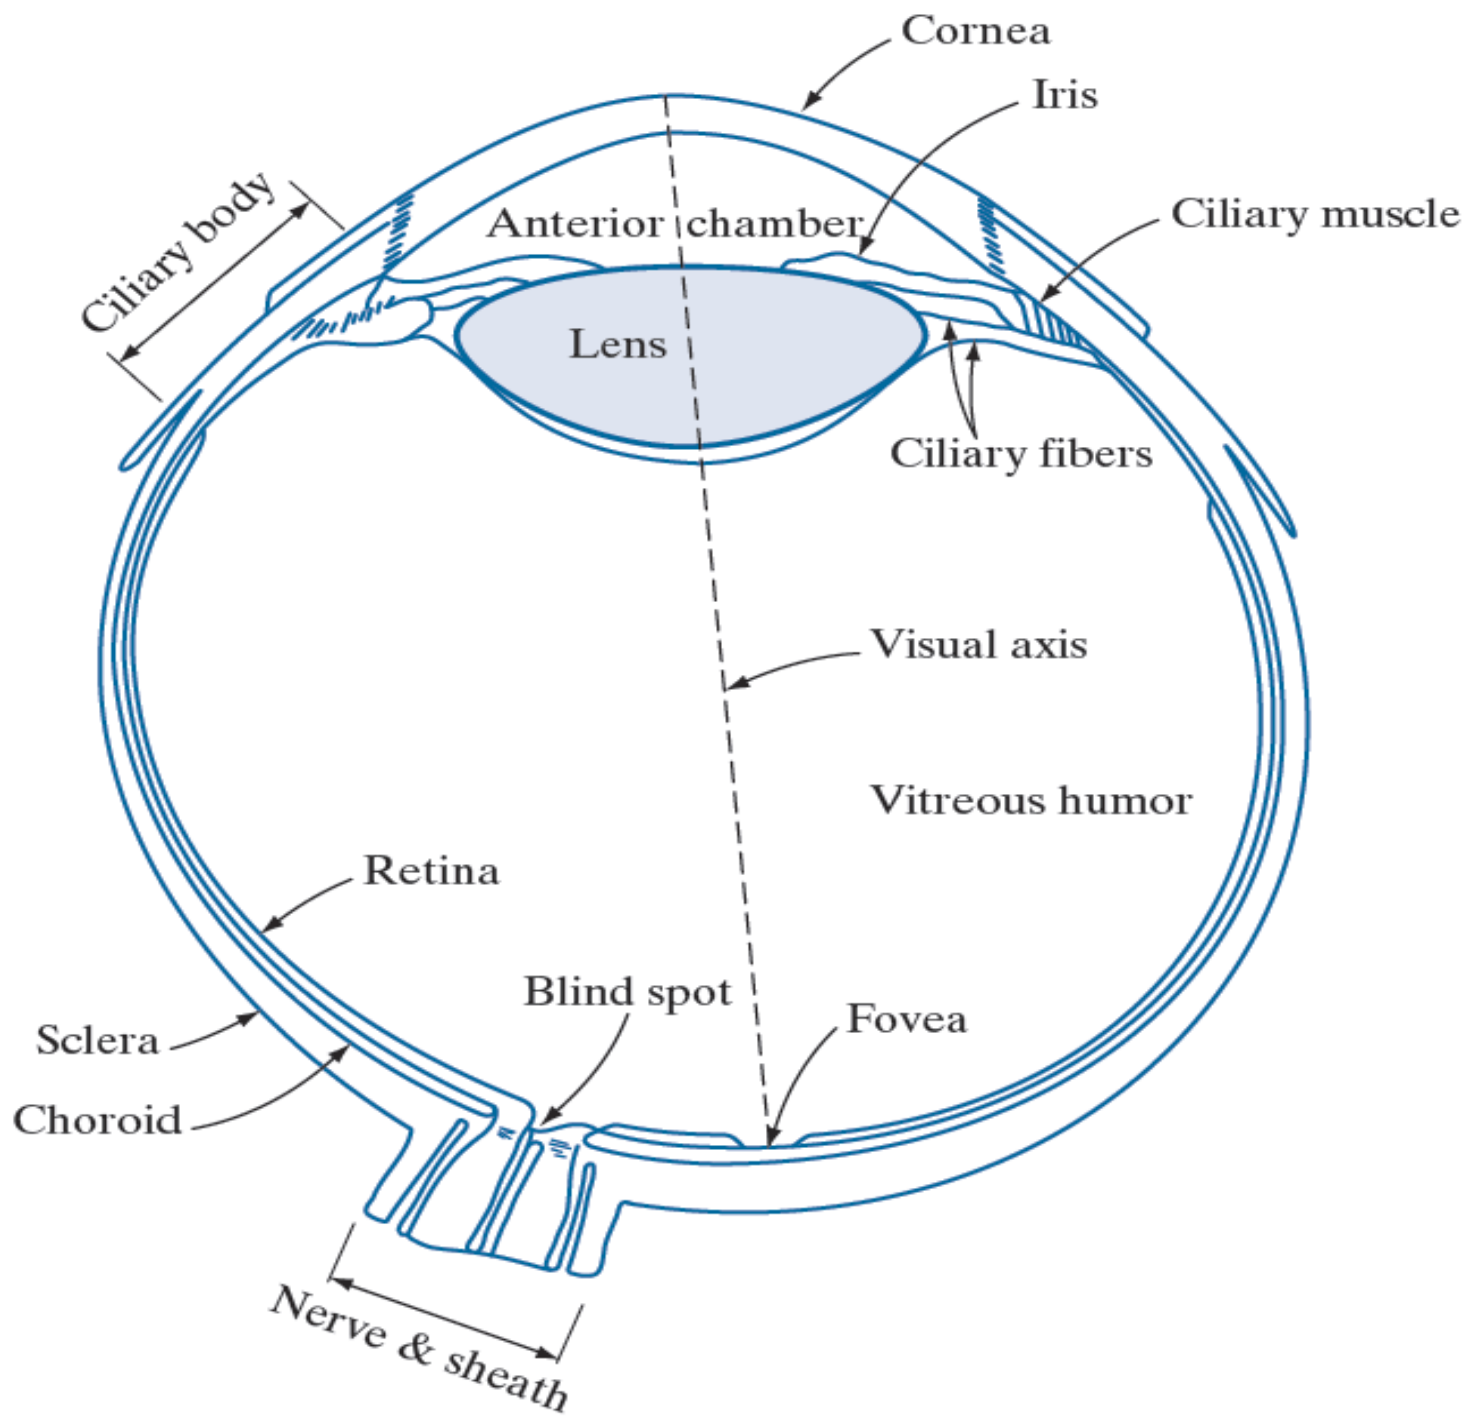 Cornea
Iris
Ciliary muscle
Ciliary body
Anterior chamber
Lens
Ciliary fibers
Visual axis
Vitreous humor
Retina
Blind spot
Fovea
Sclera
Choroid
Nerve & sheath